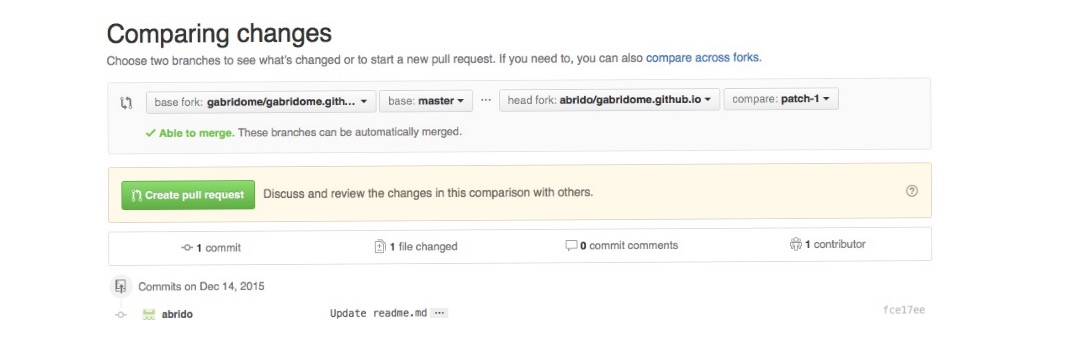 Comparing changes
Choose two branches to see what's changed or to start a new pull request. If you need to, you can also compare across forks.
base fork: gabridome/gabridome.gith... base: master ... head fork: abrido/gabridome.github.io compare: patch-1
Able to merge. These branches can be automatically merged.
Create pull request Discuss and review the changes in this comparison with others.
1 commit 1 file changed 0 commit comments 1 contributor
Commits on Dec 14, 2015
abrido Update readme.md ... fce17ee